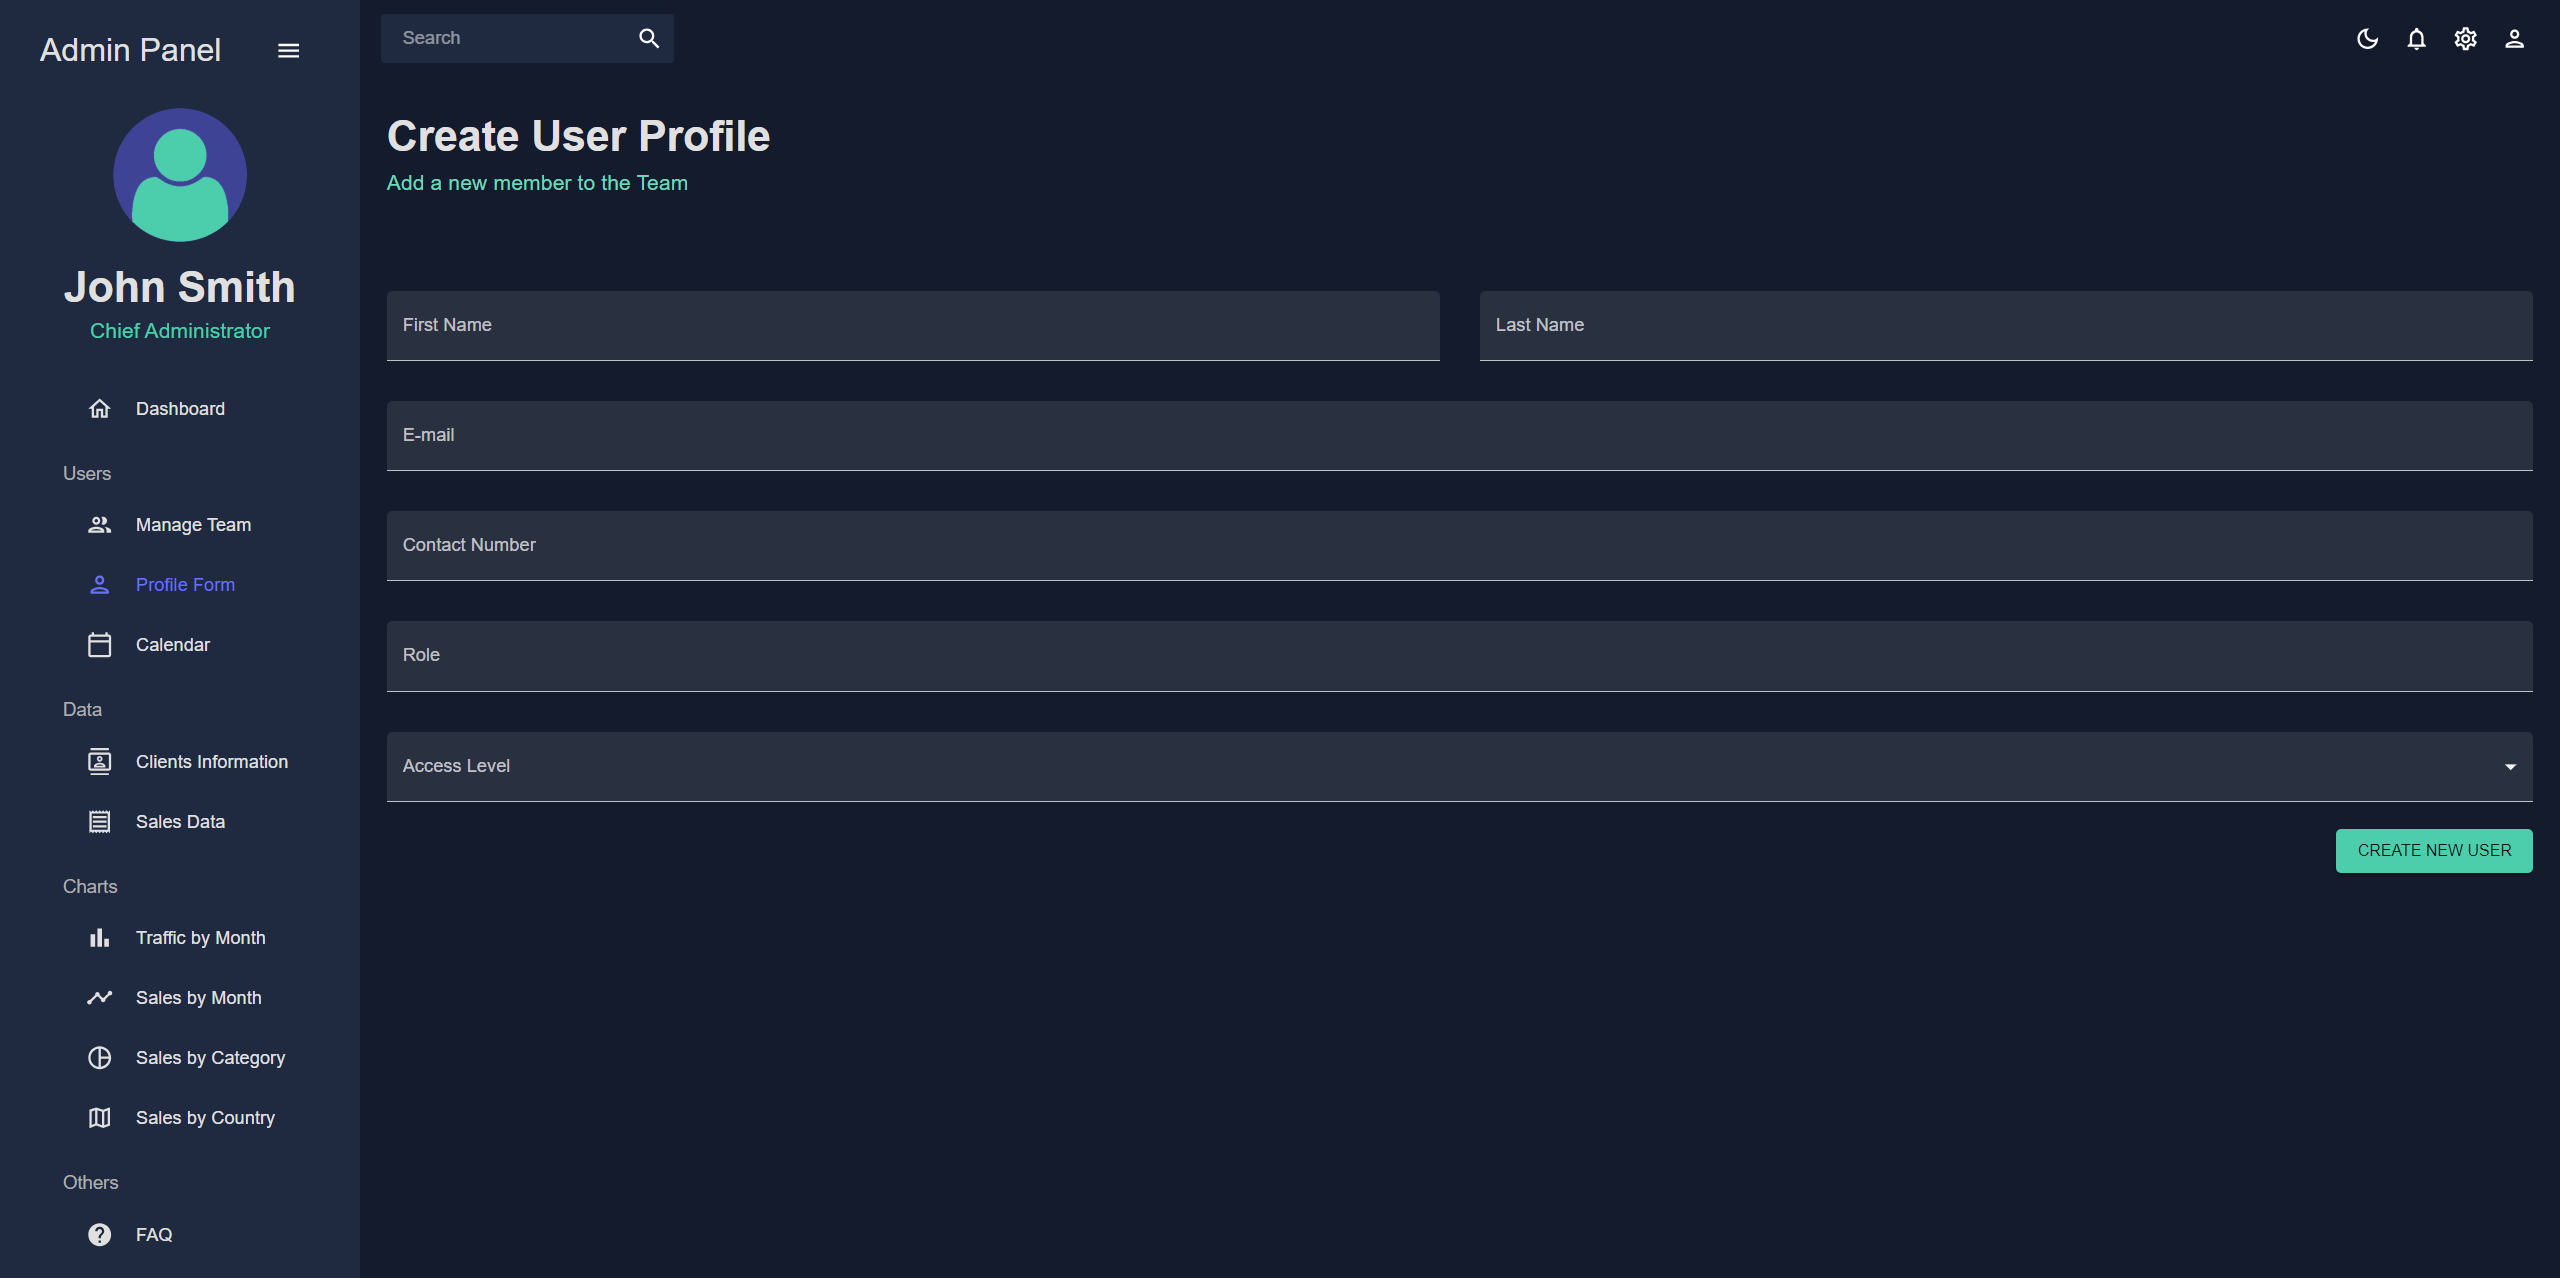 Admin Panel
Search
John Smith
Chief Administrator
Dashboard
Users
Manage Team
Profile Form
Calendar
Data
Clients Information
Sales Data
Charts
Traffic by Month
Sales by Month
Sales by Category
Sales by Country
Others
FAQ
Create User Profile
Add a new member to the Team
First Name
Last Name
E-mail
Contact Number
Role
Access Level
CREATE NEW USER